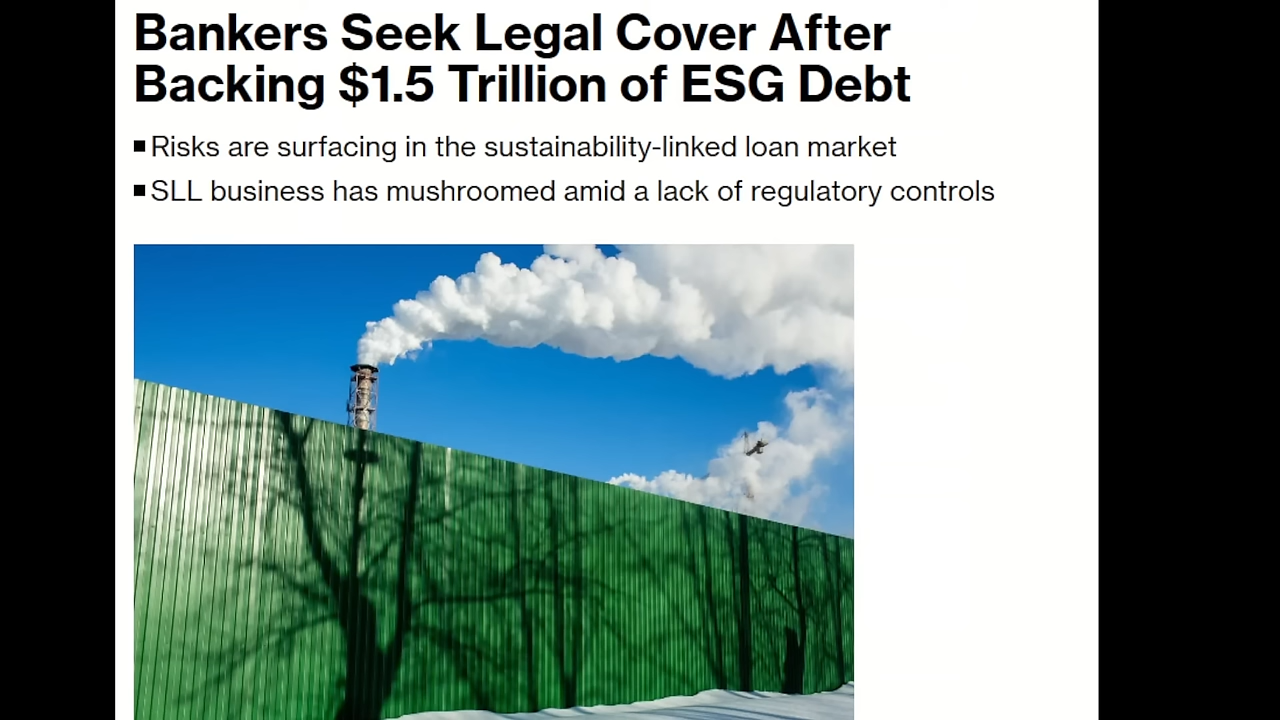 Bankers Seek Legal Cover After
Backing $1.5 Trillion of ESG Debt
Risks are surfacing in the sustainability-linked loan market
SLL business has mushroomed amid a lack of regulatory controls